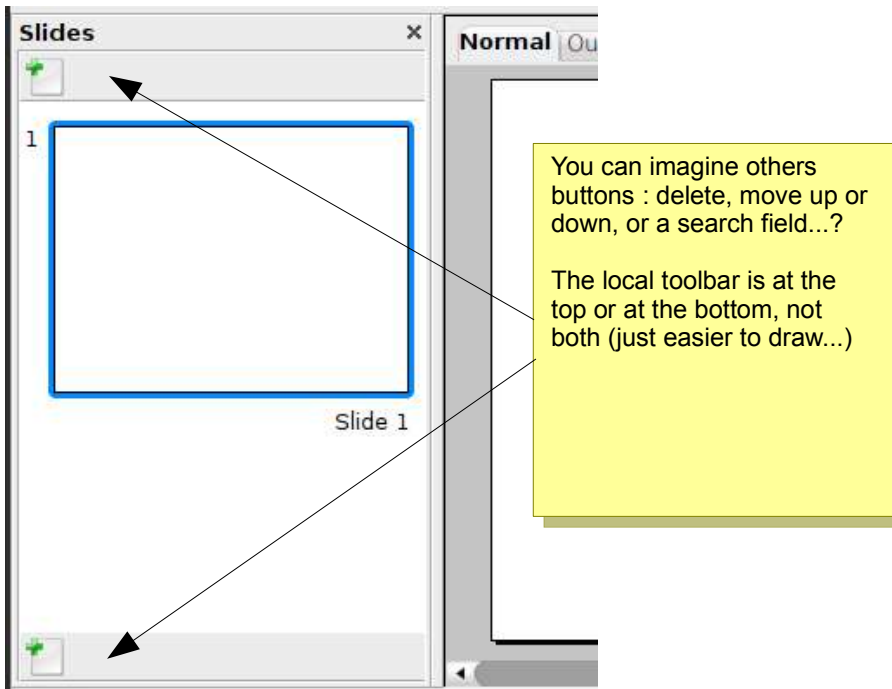 Slides
Normal Ou
1
Slide 1
You can imagine others
buttons : delete, move up or
down, or a search field...?
The local toolbar is at the
top or at the bottom, not
both (just easier to draw...)